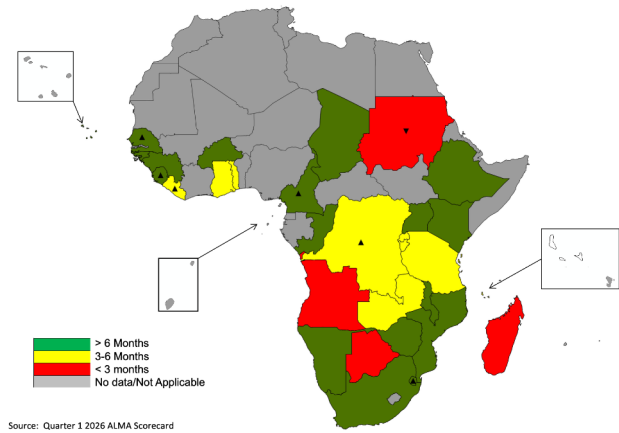 > 6 Months
3-6 Months
< 3 months
No data/Not Applicable
Source:  Quarter 1 2026 ALMA Scorecard